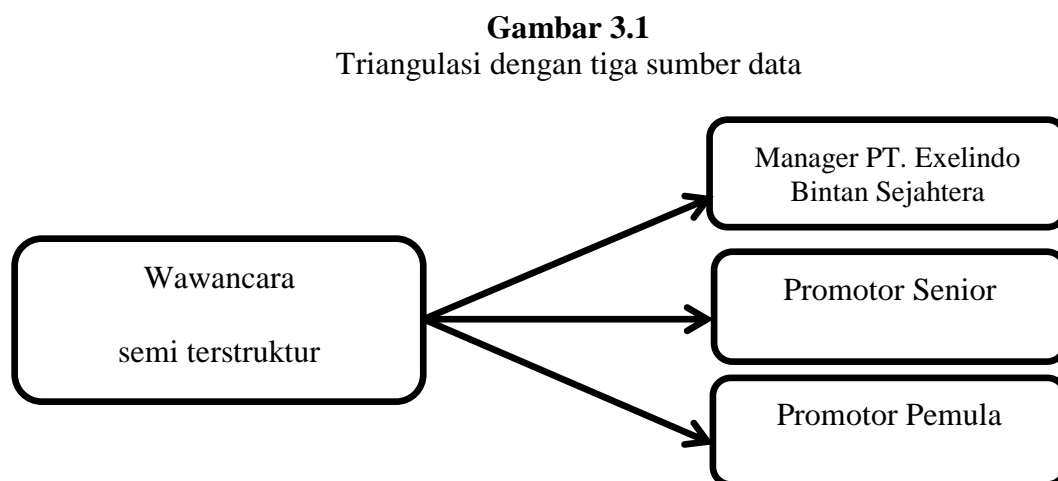 Gambar 3.1
Triangulasi dengan tiga sumber data
Manager PT. Exelindo
Bintan Sejahtera
Wawancara
semi terstruktur
Promotor Senior
Promotor Pemula